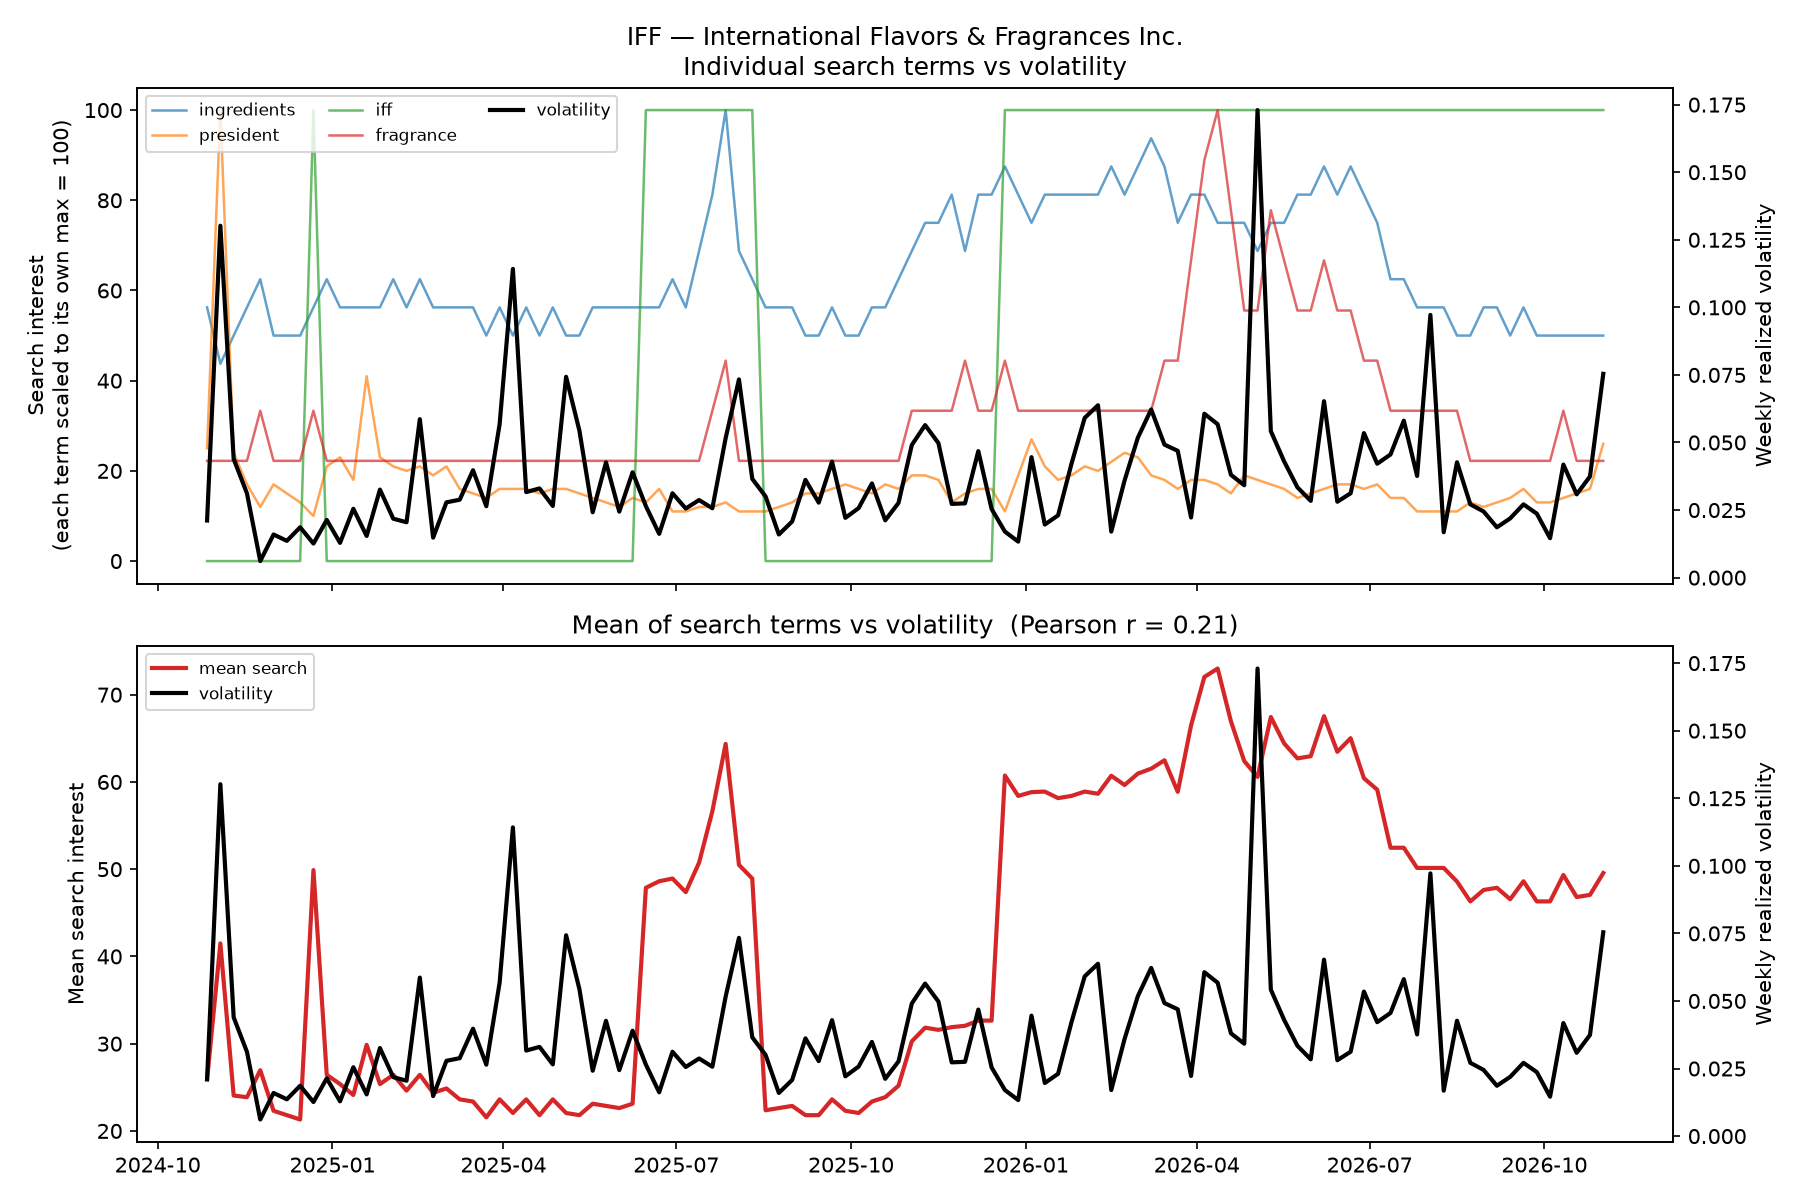 IFF — International Flavors & Fragrances Inc.
Individual search terms vs volatility
ingredients
president
iff
fragrance
volatility
Search interest
(each term scaled to its own max = 100)
100
80
60
40
20
0
0.175
0.150
0.125
0.100
0.075
0.050
0.025
0.000
Weekly realized volatility
Mean of search terms vs volatility (Pearson r = 0.21)
mean search
volatility
Mean search interest
70
60
50
40
30
20
0.175
0.150
0.125
0.100
0.075
0.050
0.025
0.000
Weekly realized volatility
2024-10
2025-01
2025-04
2025-07
2025-10
2026-01
2026-04
2026-07
2026-10